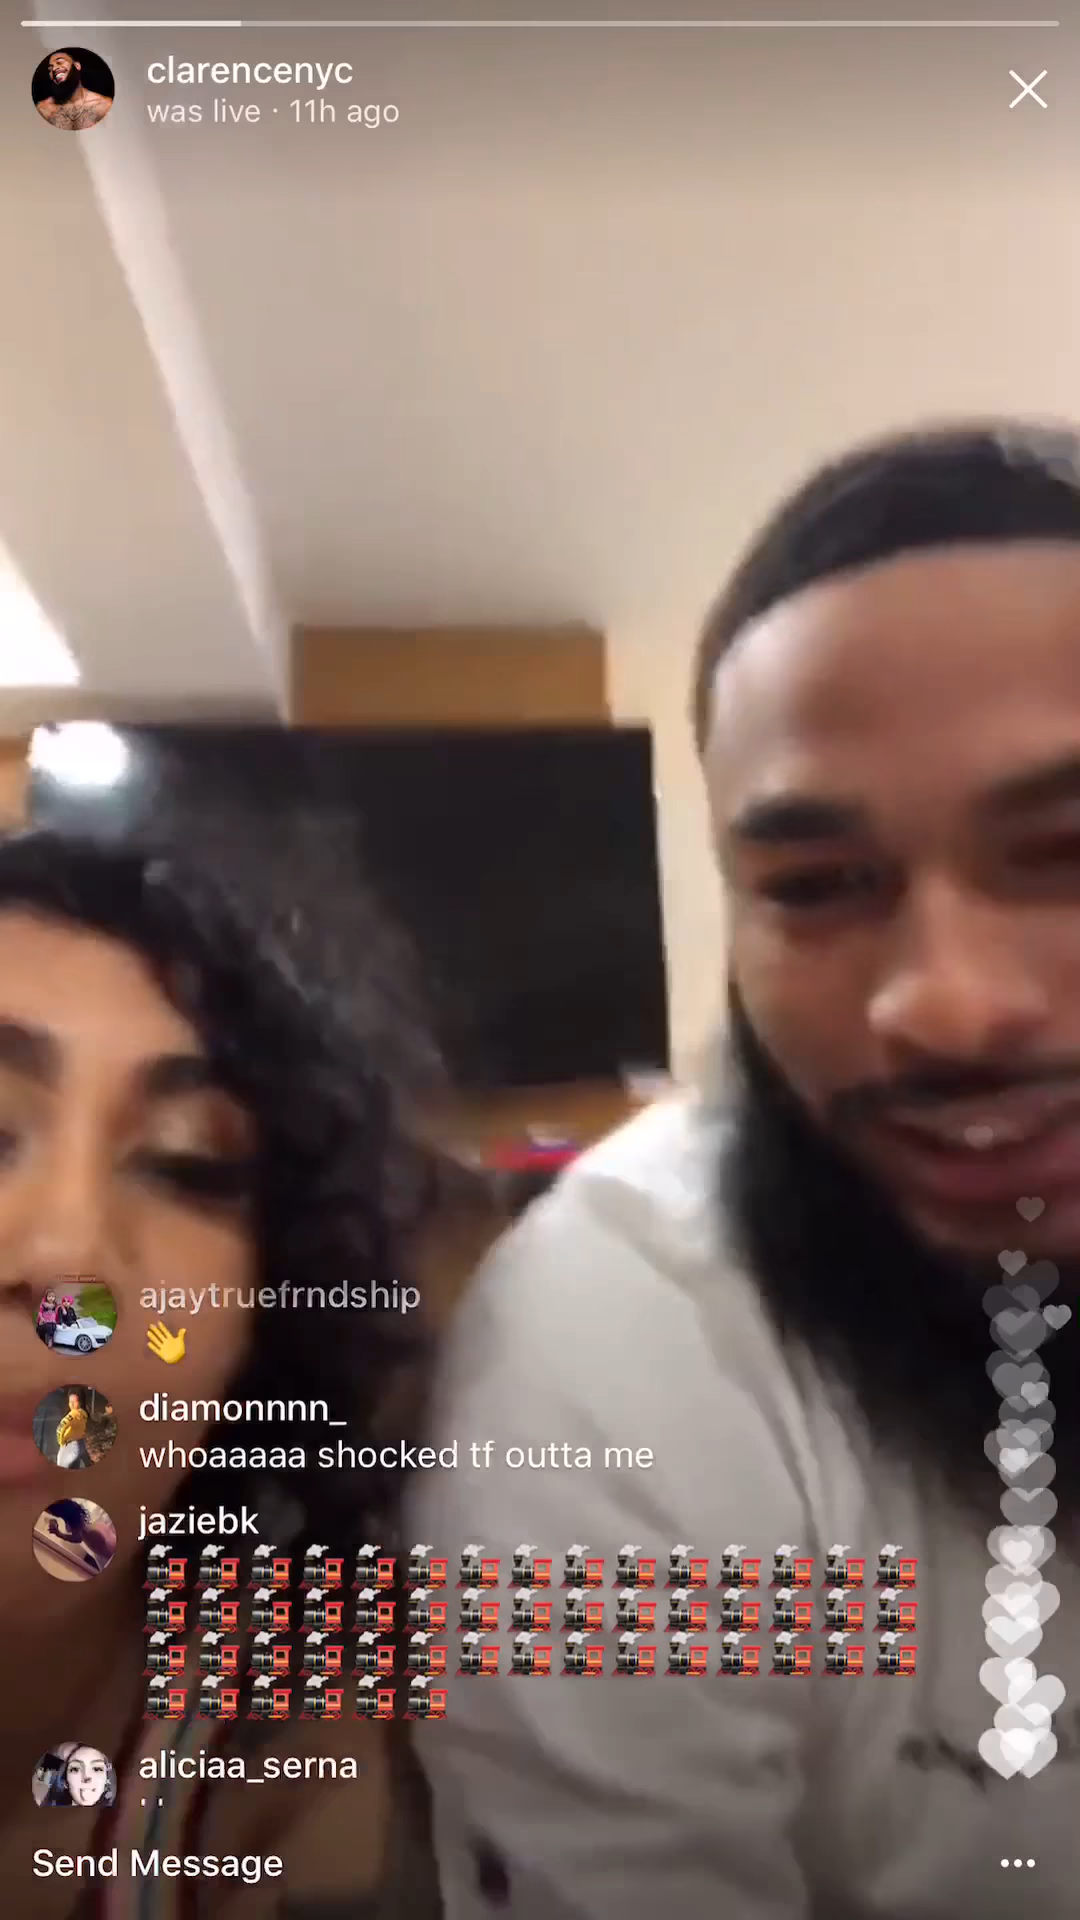 clarencenyc
was live · 11h ago
ajaytruefrndship
👋
diamonnnn_
whoaaaaa shocked tf outta me
jaziebk
🚂🚂🚂🚂🚂🚂🚂🚂🚂🚂🚂🚂🚂🚂🚂
🚂🚂🚂🚂🚂🚂🚂🚂🚂🚂🚂🚂🚂🚂🚂
🚂🚂🚂🚂🚂🚂🚂🚂🚂🚂🚂🚂🚂🚂🚂
🚂🚂🚂🚂🚂🚂
aliciaa_serna
Send Message